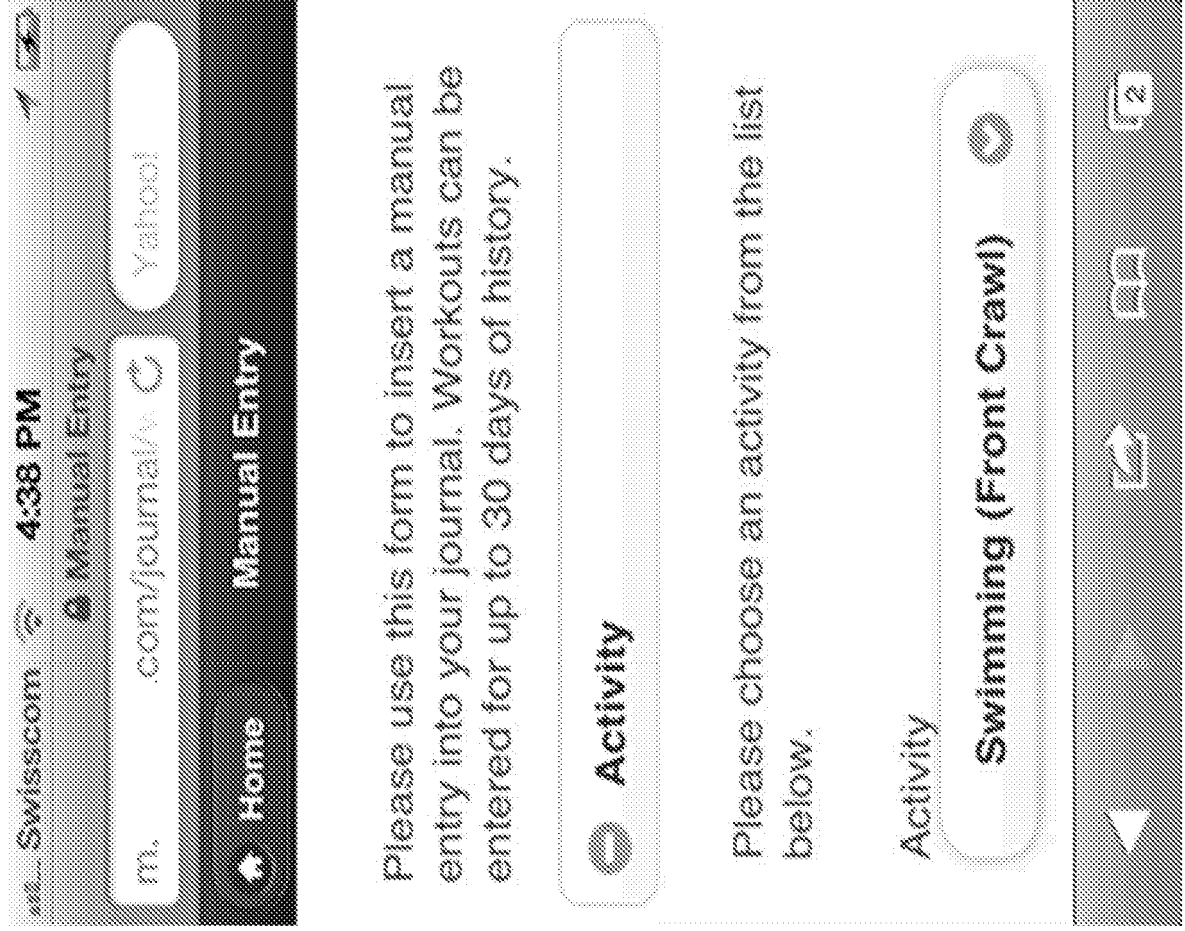 Swisscom 4:38 PM
Manual Entry
m. .com/journal/ Yahoo!
Home Manual Entry
Please use this form to insert a manual
entry into your journal. Workouts can be
entered for up to 30 days of history.
Activity
Please choose an activity from the list
below.
Activity
Swimming (Front Crawl)
2